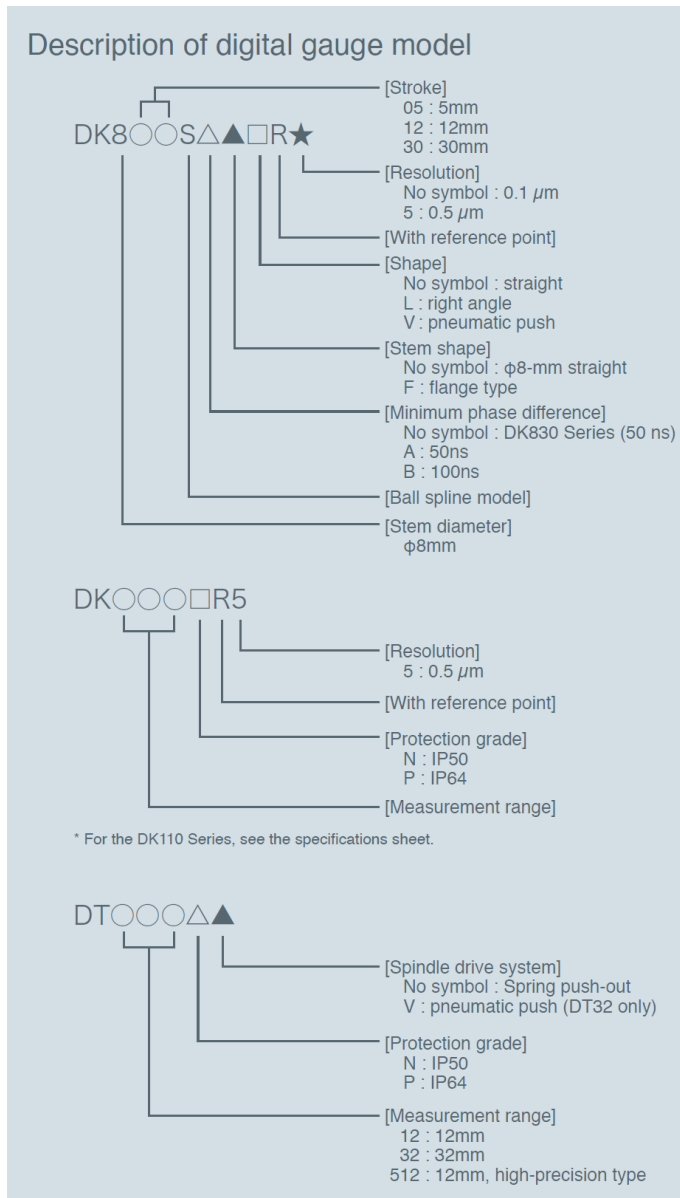 Description of digital gauge model
[Stroke]
05 : 5mm
12 : 12mm
30 : 30mm
DK8○○S△▲□R★
[Resolution]
No symbol : 0.1 µm
5 : 0.5 µm
[With reference point]
[Shape]
No symbol : straight
L : right angle
V : pneumatic push
[Stem shape]
No symbol : ϕ8-mm straight
F : flange type
[Minimum phase difference]
No symbol : DK830 Series (50 ns)
A : 50ns
B : 100ns
[Ball spline model]
[Stem diameter]
ϕ8mm
DK○○○□R5
[Resolution]
5 : 0.5 µm
[With reference point]
[Protection grade]
N : IP50
P : IP64
[Measurement range]
* For the DK110 Series, see the specifications sheet.
DT○○○△▲
[Spindle drive system]
No symbol : Spring push-out
V : pneumatic push (DT32 only)
[Protection grade]
N : IP50
P : IP64
[Measurement range]
12 : 12mm
32 : 32mm
512 : 12mm, high-precision type